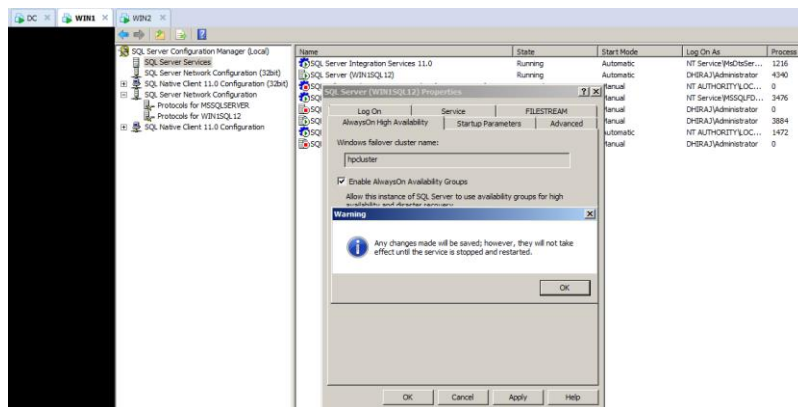 DC
WIN1
WIN2
SQL Server Configuration Manager (Local)
SQL Server Services
SQL Server Network Configuration (32bit)
SQL Native Client 11.0 Configuration (32bit)
SQL Server Network Configuration
Protocols for MSSQLSERVER
Protocols for WIN1SQL12
SQL Native Client 11.0 Configuration
Name State Start Mode Log On As Process
SQL Server Integration Services 11.0 Running Automatic NT Service\MsDtsSer... 1216
SQL Server (WIN1SQL12) Running Automatic DHIRAJ\Administrator 4340
Manual NT AUTHORITY\LOC... 0
Manual NT Service\MSSQLFD... 3476
Manual DHIRAJ\Administrator 0
Manual DHIRAJ\Administrator 3884
Automatic NT AUTHORITY\LOC... 1472
Manual DHIRAJ\Administrator 0
SQL Server (WIN1SQL12) Properties
Log On Service FILESTREAM
AlwaysOn High Availability Startup Parameters Advanced
Windows failover cluster name:
hpcluster
Enable AlwaysOn Availability Groups
Allow this instance of SQL Server to use availability groups for high
availability and disaster recovery.
Warning
Any changes made will be saved; however, they will not take
effect until the service is stopped and restarted.
OK
OK Cancel Apply Help